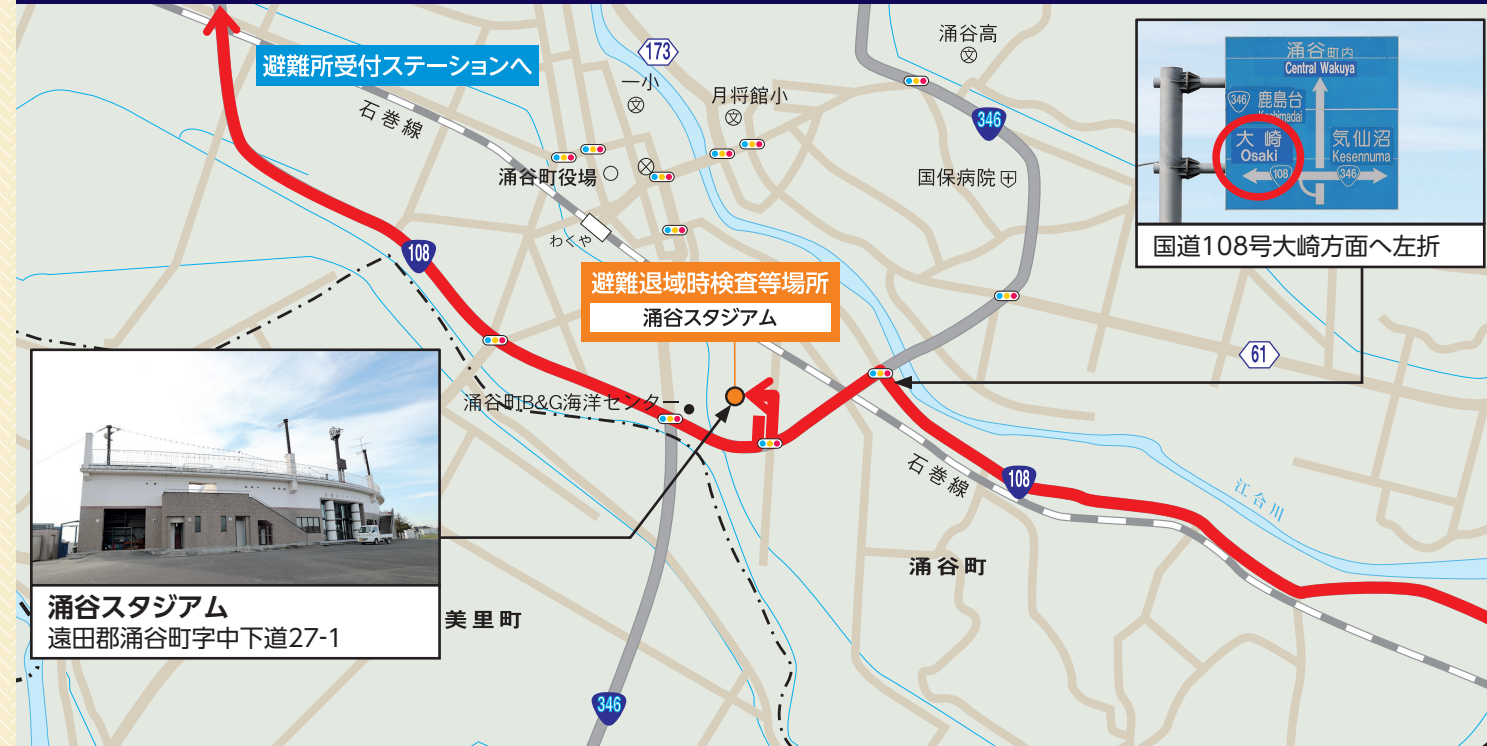 避難所受付ステーションへ
173
一小
月将館小
涌谷高
346
石巻線
涌谷町役場
国保病院
わくや
108
避難退域時検査等場所
涌谷スタジアム
涌谷町内
Central Wakuya
346 鹿島台
Kashimadai
大崎
Osaki
気仙沼
Kesennuma
108
346
国道108号大崎方面へ左折
61
涌谷町B&G海洋センター
石巻線
108
江合川
涌谷町
美里町
涌谷スタジアム
遠田郡涌谷町字中下道27-1
346